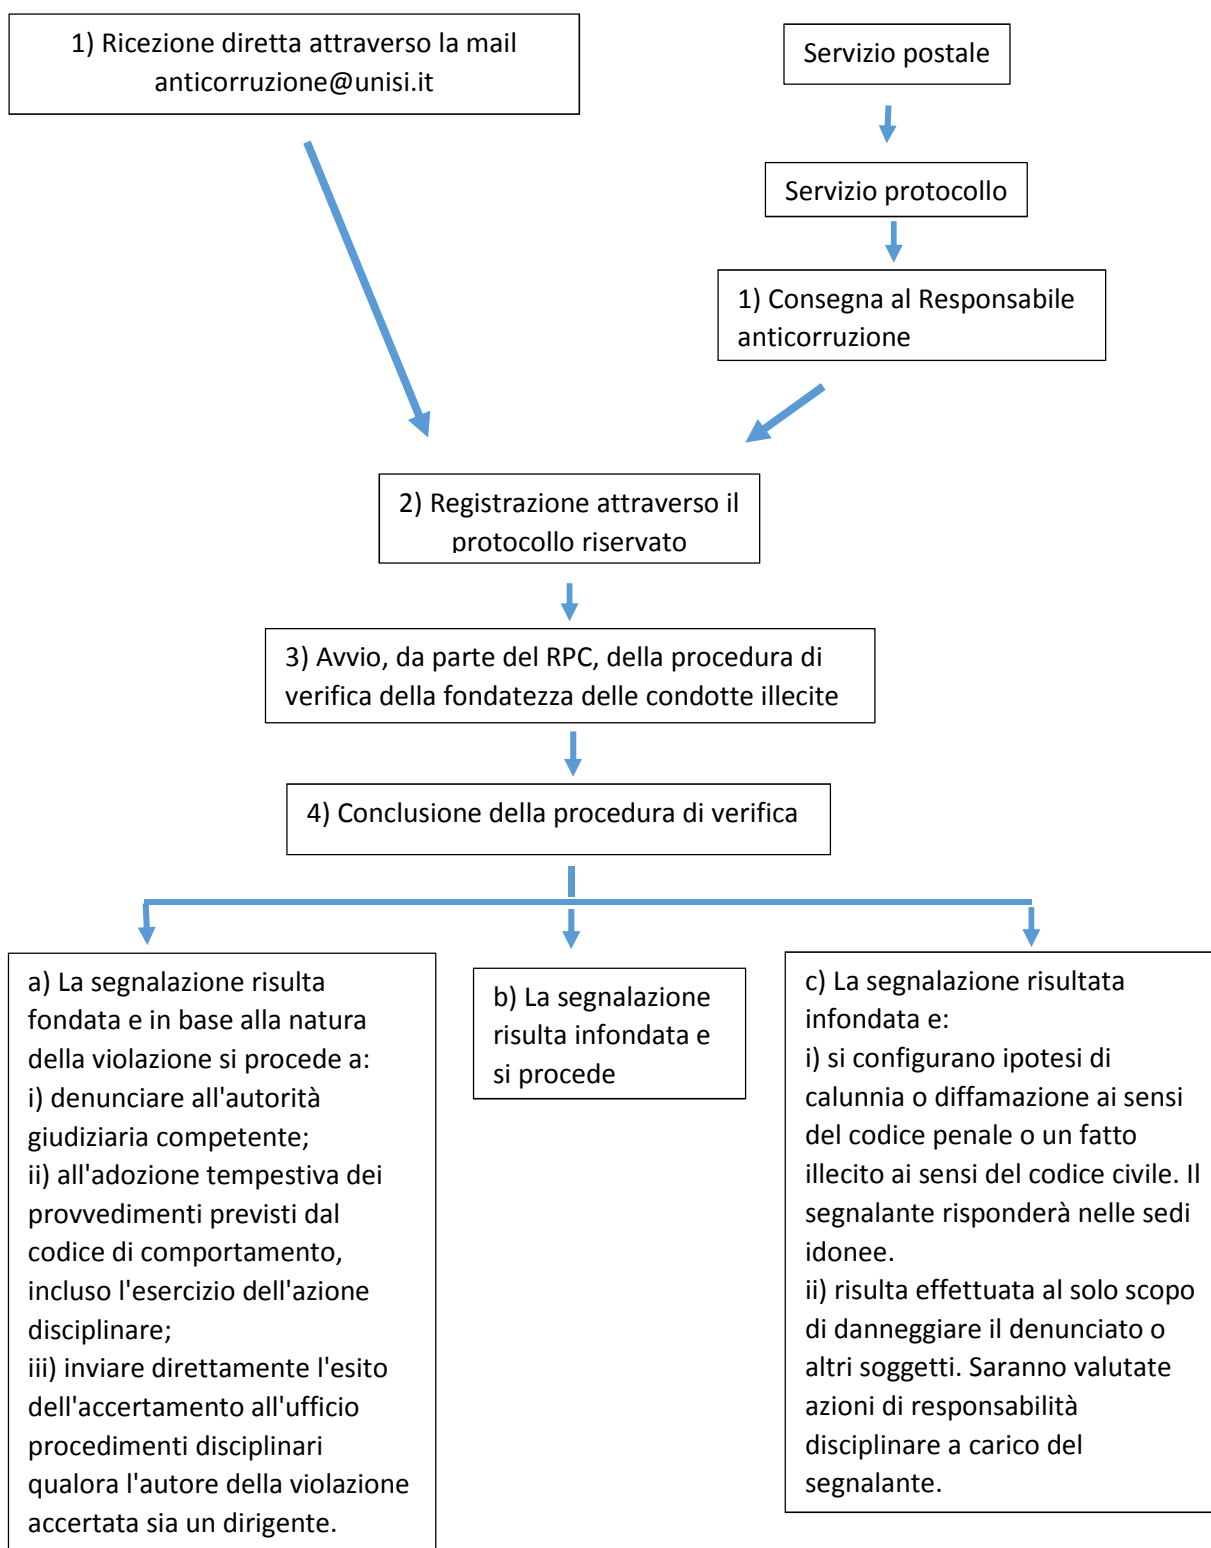 1) Ricezione diretta attraverso la mail
anticorruzione@unisi.it
Servizio postale
Servizio protocollo
1) Consegna al Responsabile
anticorruzione
2) Registrazione attraverso il
protocollo riservato
3) Avvio, da parte del RPC, della procedura di
verifica della fondatezza delle condotte illecite
4) Conclusione della procedura di verifica
a) La segnalazione risulta
fondata e in base alla natura
della violazione si procede a:
i) denunciare all'autorità
giudiziaria competente;
ii) all'adozione tempestiva dei
provvedimenti previsti dal
codice di comportamento,
incluso l'esercizio dell'azione
disciplinare;
iii) inviare direttamente l'esito
dell'accertamento all'ufficio
procedimenti disciplinari
qualora l'autore della violazione
accertata sia un dirigente.
b) La segnalazione
risulta infondata e
si procede
c) La segnalazione risultata
infondata e:
i) si configurano ipotesi di
calunnia o diffamazione ai sensi
del codice penale o un fatto
illecito ai sensi del codice civile. Il
segnalante risponderà nelle sedi
idonee.
ii) risulta effettuata al solo scopo
di danneggiare il denunciato o
altri soggetti. Saranno valutate
azioni di responsabilità
disciplinare a carico del
segnalante.